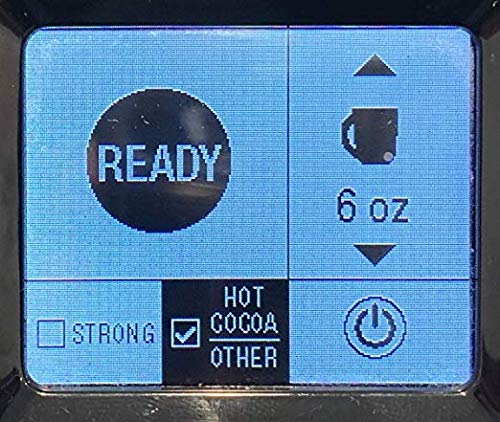 READY
6 oz
STRONG
HOT
COCOA
OTHER